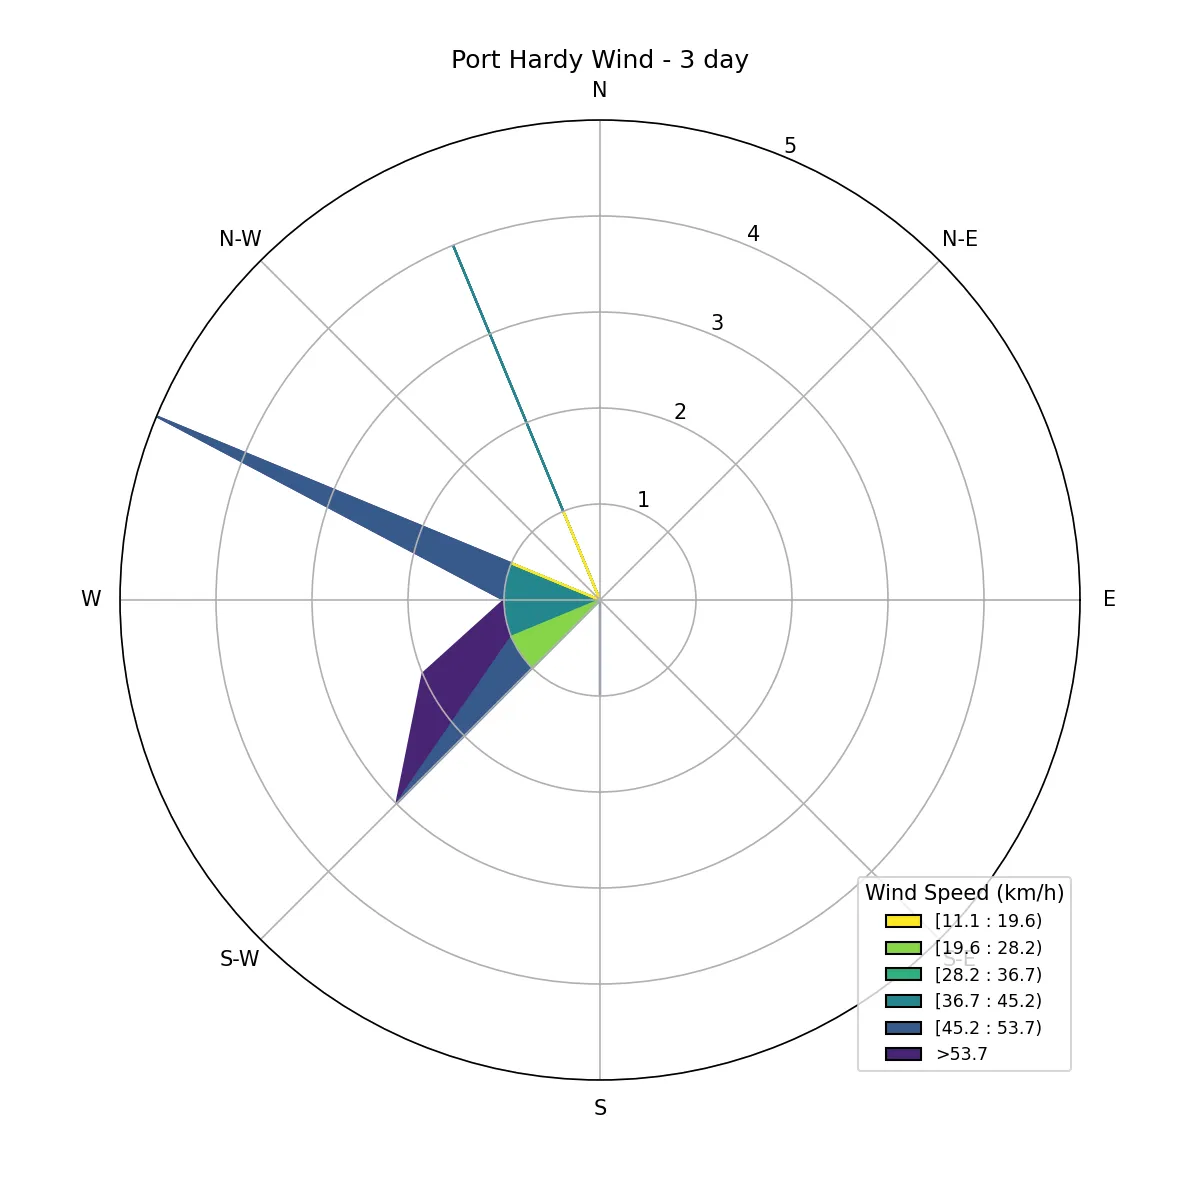 Port Hardy Wind - 3 day
N
5
N-W
N-E
4
3
2
1
W
E
Wind Speed (km/h)
[11.1 : 19.6)
[19.6 : 28.2)
S-W
S-E
[28.2 : 36.7)
[36.7 : 45.2)
[45.2 : 53.7)
>53.7
S